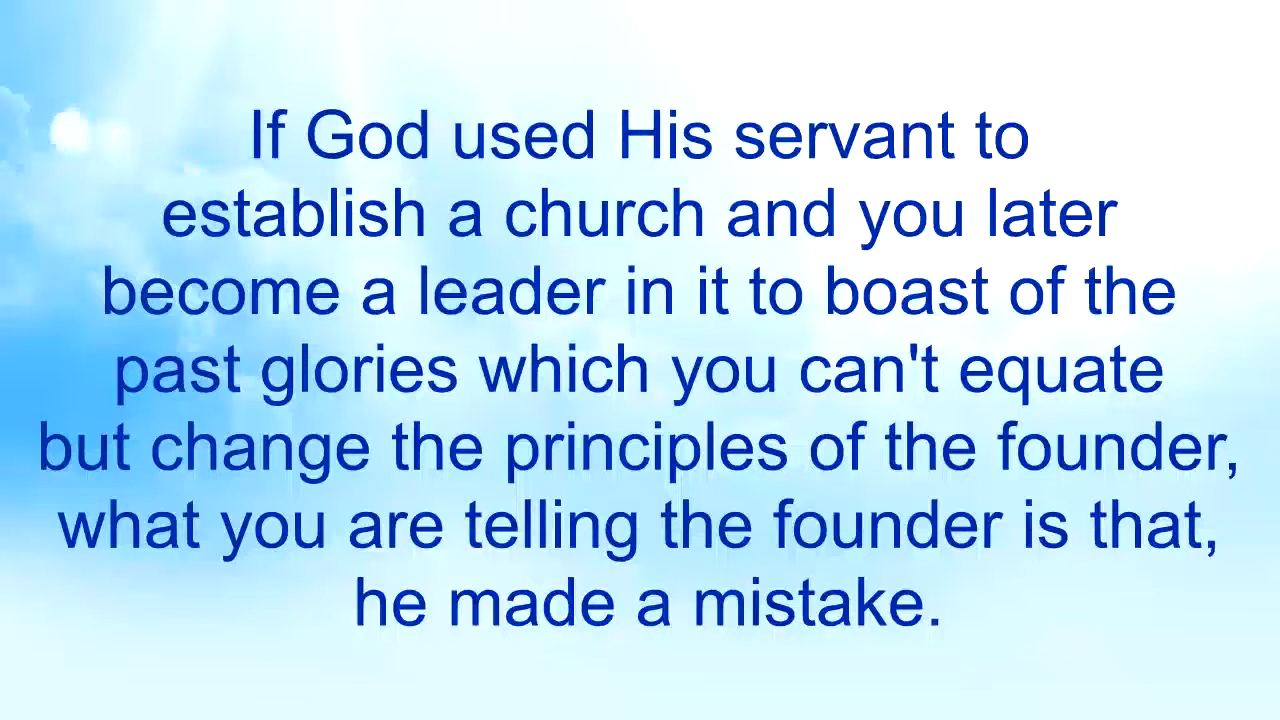 If God used His servant to
establish a church and you later
become a leader in it to boast of the
past glories which you can't equate
but change the principles of the founder,
what you are telling the founder is that,
he made a mistake.